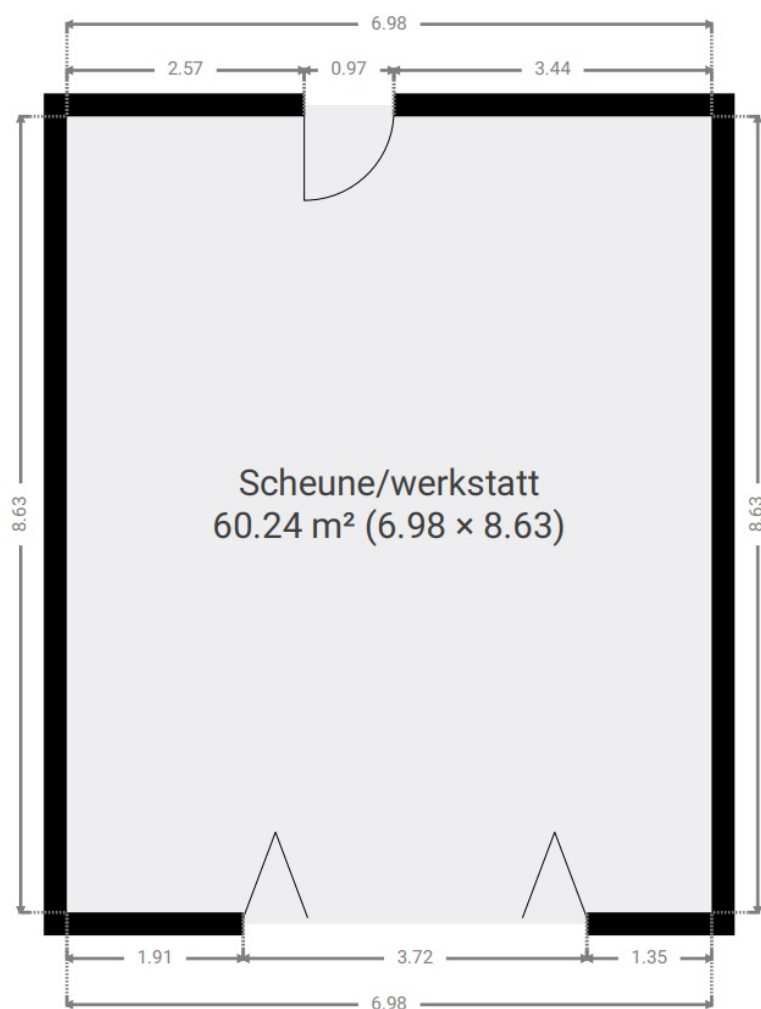 6.98
2.57 0.97 3.44
8.63
8.63
Scheune/werkstatt
60.24 m² (6.98 × 8.63)
1.91 3.72 1.35
6.98